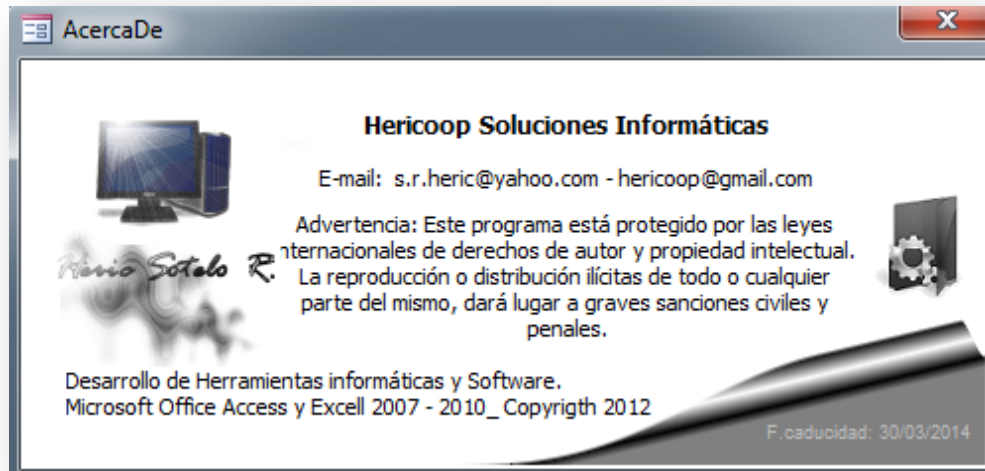 AcercaDe
Hericoop Soluciones Informáticas
E-mail: s.r.heric@yahoo.com - hericoop@gmail.com
Advertencia: Este programa está protegido por las leyes
nternacionales de derechos de autor y propiedad intelectual.
La reproducción o distribución ilícitas de todo o cualquier
parte del mismo, dará lugar a graves sanciones civiles y
penales.
Sotelo R.
Desarrollo de Herramientas informáticas y Software.
Microsoft Office Access y Excell 2007 - 2010_ Copyrigth 2012
F.caducidad: 30/03/2014